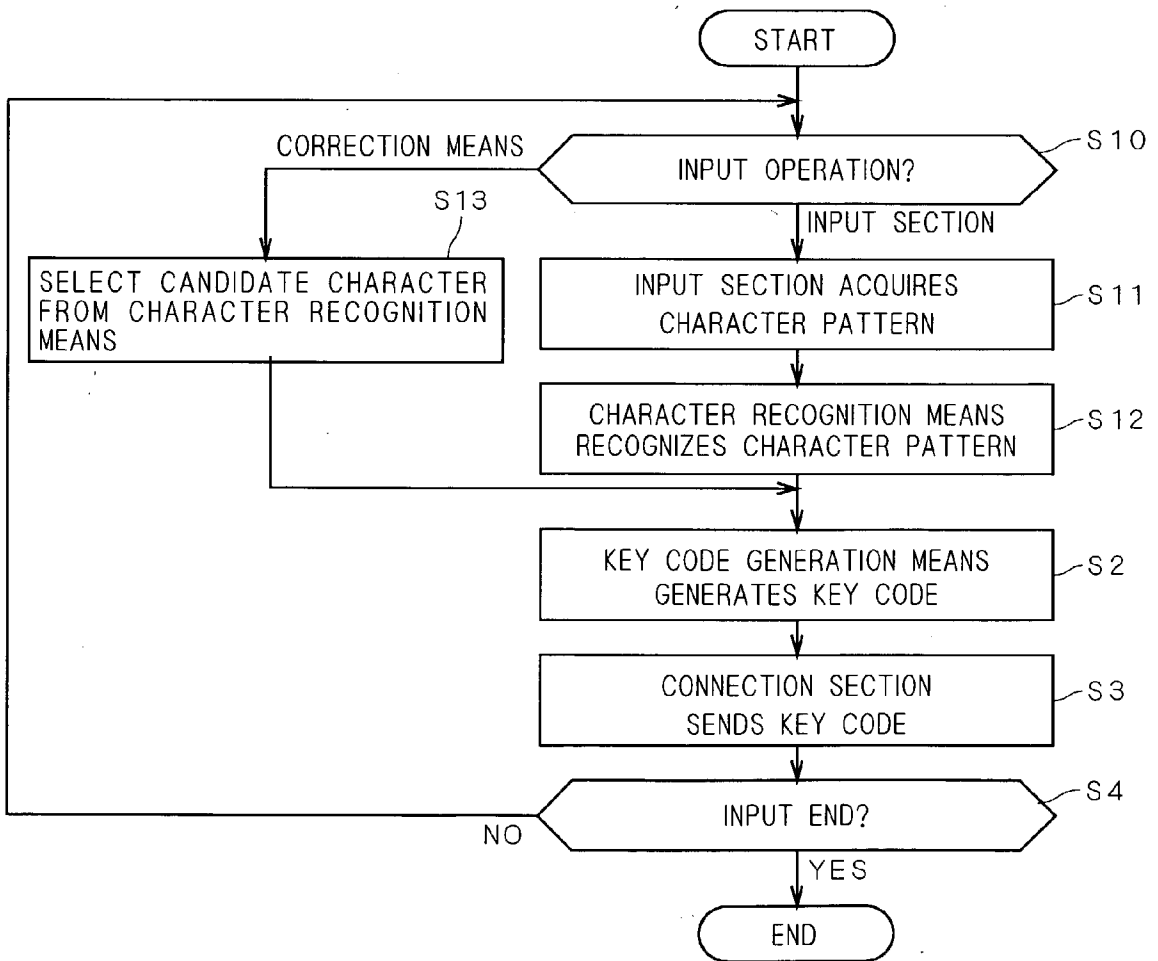 START
CORRECTION MEANS
INPUT OPERATION?
S10
S13
INPUT SECTION
SELECT CANDIDATE CHARACTER
FROM CHARACTER RECOGNITION
MEANS
INPUT SECTION ACQUIRES
CHARACTER PATTERN
S11
CHARACTER RECOGNITION MEANS
RECOGNIZES CHARACTER PATTERN
S12
KEY CODE GENERATION MEANS
GENERATES KEY CODE
S2
CONNECTION SECTION
SENDS KEY CODE
S3
INPUT END?
S4
NO
YES
END